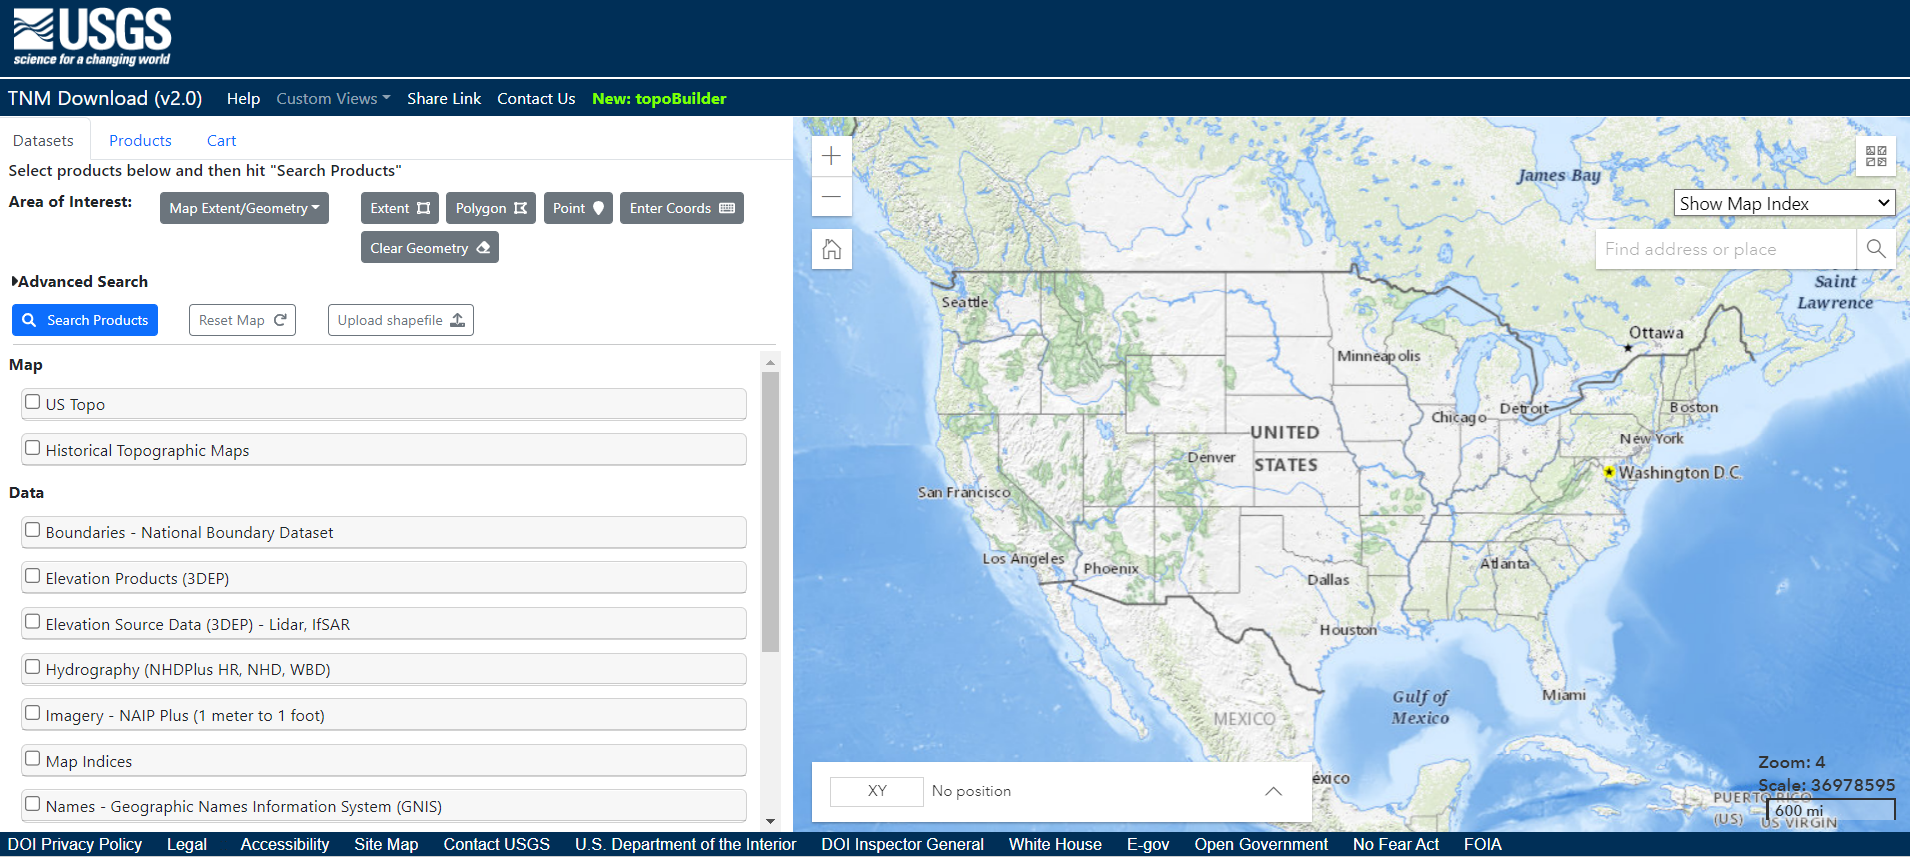 USGS
science for a changing world
TNM Download (v2.0) Help Custom Views Share Link Contact Us New: topoBuilder
Datasets Products Cart
Select products below and then hit "Search Products"
Area of Interest: Map Extent/Geometry Extent Polygon Point Enter Coords
Clear Geometry
Advanced Search
Search Products Reset Map Upload shapefile
Map
US Topo
Historical Topographic Maps
Data
Boundaries - National Boundary Dataset
Elevation Products (3DEP)
Elevation Source Data (3DEP) - Lidar, IfSAR
Hydrography (NHDPlus HR, NHD, WBD)
Imagery - NAIP Plus (1 meter to 1 foot)
Map Indices
Names - Geographic Names Information System (GNIS)
James Bay
Show Map Index
Find address or place
Saint
Lawrence
Seattle
Ottawa
Minneapolis
Chicago
Detroit
Boston
New York
UNITED
STATES
Denver
Washington D.C.
San Francisco
Los Angeles
Phoenix
Dallas
Atlanta
Houston
Miami
Gulf of
Mexico
MEXICO
éxico
XY No position
Zoom: 4
Scale: 36978595
PUERTO RICO
(US)
600 mi
US VIRGIN
DOI Privacy Policy Legal Accessibility Site Map Contact USGS U.S. Department of the Interior DOI Inspector General White House E-gov Open Government No Fear Act FOIA